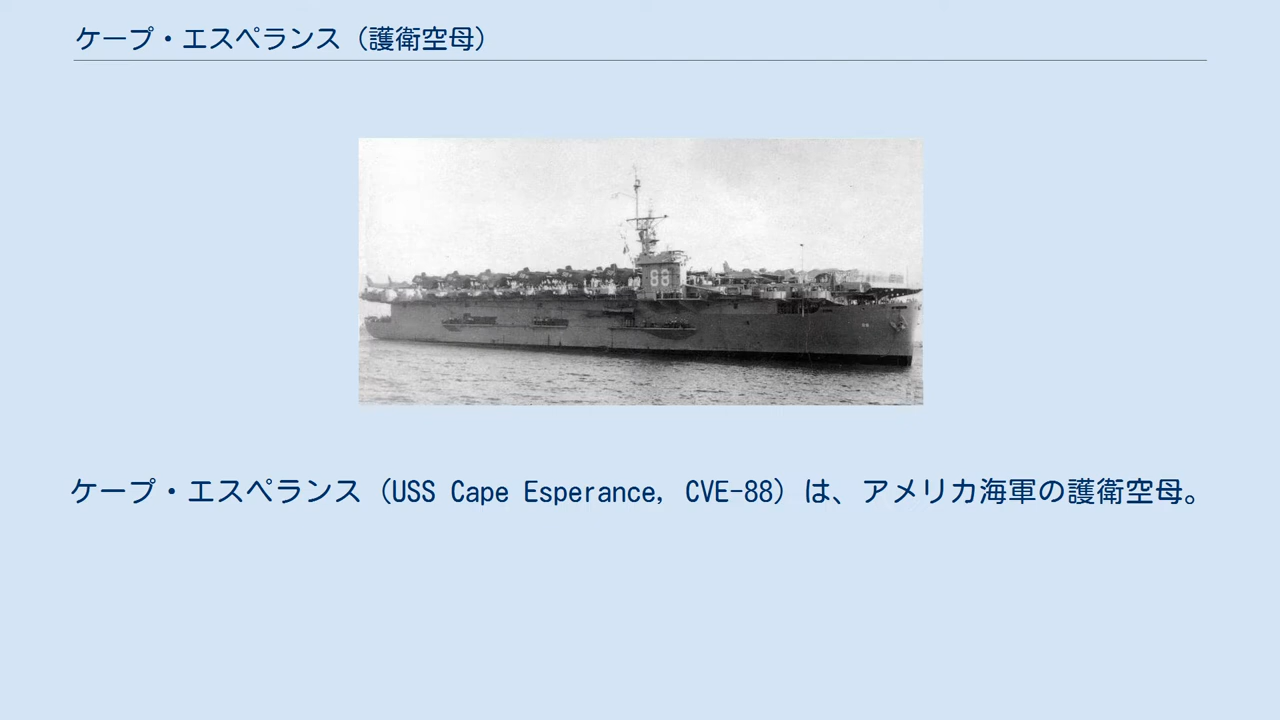 ケープ・エスペランス（護衛空母）
88
ケープ・エスペランス（USS Cape Esperance, CVE-88）は、アメリカ海軍の護衛空母。